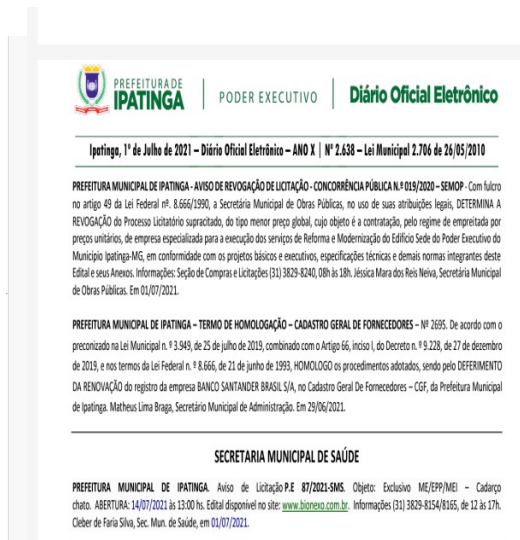 PREFEITURA DE
IPATINGA
PODER EXECUTIVO
Diário Oficial Eletrônico
Ipatinga, 1º de Julho de 2021 – Diário Oficial Eletrônico – ANO X | Nº 2.638 – Lei Municipal 2.706 de 26/05/2010
PREFEITURA MUNICIPAL DE IPATINGA - AVISO DE REVOGAÇÃO DE LICITAÇÃO - CONCORRÊNCIA PÚBLICA N.º 019/2020 – SEMOP - Com fulcro
no artigo 49 da Lei Federal nº. 8.666/1990, a Secretária Municipal de Obras Públicas, no uso de suas atribuições legais, DETERMINA A
REVOGAÇÃO do Processo Licitatório supracitado, do tipo menor preço global, cujo objeto é a contratação, pelo regime de empreitada por
preços unitários, de empresa especializada para a execução dos serviços de Reforma e Modernização do Edifício Sede do Poder Executivo do
Município Ipatinga-MG, em conformidade com os projetos básicos e executivos, especificações técnicas e demais normas integrantes deste
Edital e seus Anexos. Informações: Seção de Compras e Licitações (31) 3829-8240, 08h às 18h. Jéssica Mara dos Reis Neiva, Secretária Municipal
de Obras Públicas. Em 01/07/2021.
PREFEITURA MUNICIPAL DE IPATINGA – TERMO DE HOMOLOGAÇÃO – CADASTRO GERAL DE FORNECEDORES – Nº 2695. De acordo com o
preconizado na Lei Municipal n. º 3.949, de 25 de julho de 2019, combinado com o Artigo 66, inciso I, do Decreto n. º 9.228, de 27 de dezembro
de 2019, e nos termos da Lei Federal n. º 8.666, de 21 de junho de 1993, HOMOLOGO os procedimentos adotados, sendo pelo DEFERIMENTO
DA RENOVAÇÃO do registro da empresa BANCO SANTANDER BRASIL S/A, no Cadastro Geral De Fornecedores – CGF, da Prefeitura Municipal
de Ipatinga. Matheus Lima Braga, Secretário Municipal de Administração. Em 29/06/2021.
SECRETARIA MUNICIPAL DE SAÚDE
PREFEITURA MUNICIPAL DE IPATINGA. Aviso de Licitação P.E 87/2021-SMS. Objeto: Exclusivo ME/EPP/MEI – Cadarço
chato. ABERTURA: 14/07/2021 às 13:00 hs. Edital disponível no site: www.bionexo.com.br. Informações (31) 3829-8154/8165, de 12 às 17h.
Cleber de Faria Silva, Sec. Mun. de Saúde, em 01/07/2021.